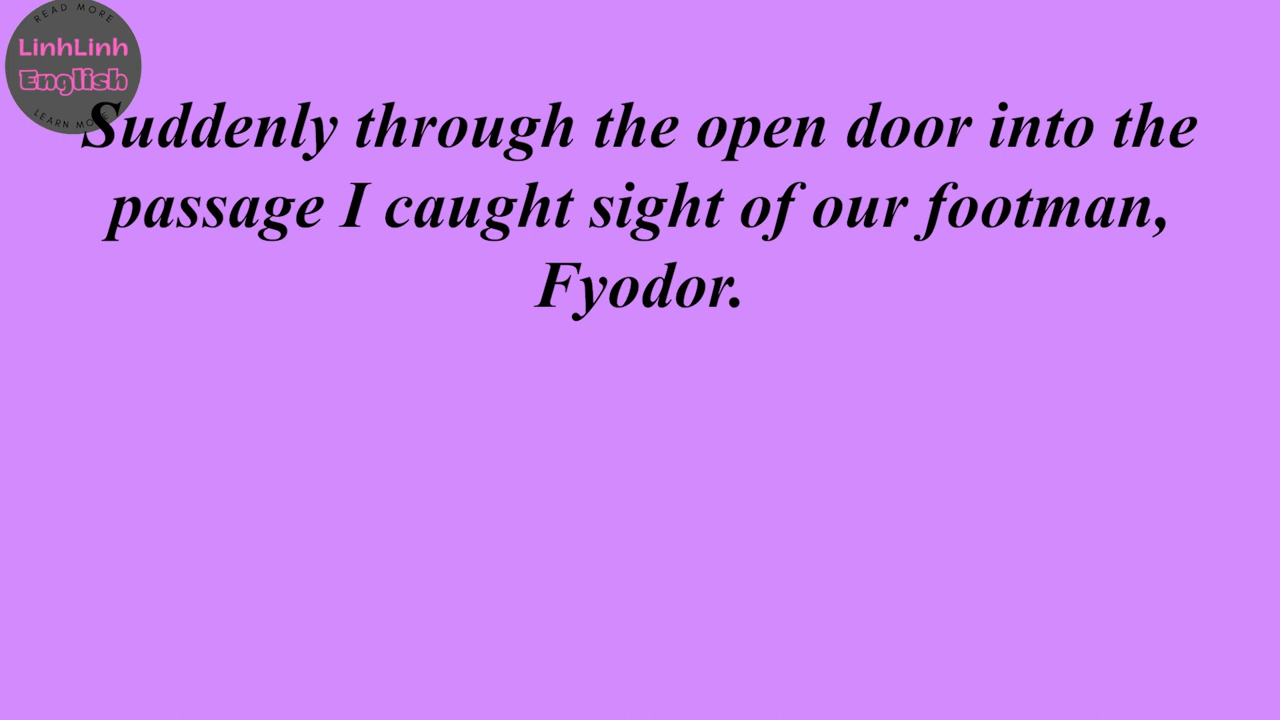 READ MORE
LinhLinh
English
LEARN MORE
Suddenly through the open door into the
passage I caught sight of our footman,
Fyodor.